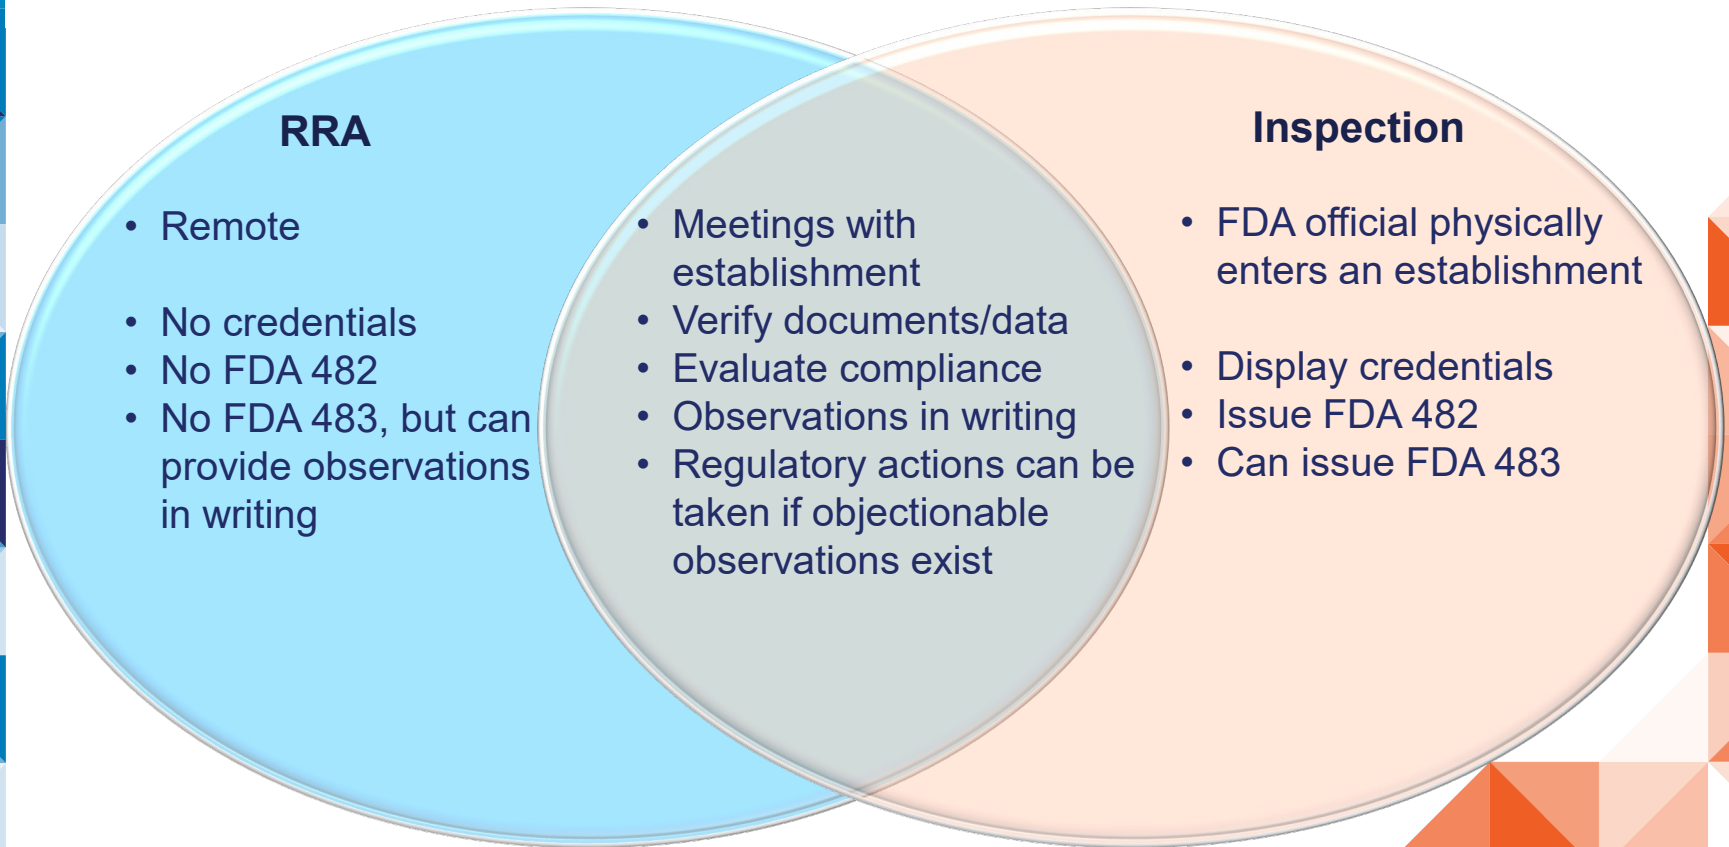 RRA
• Remote
• No credentials
• No FDA 482
• No FDA 483, but can
provide observations
in writing
• Meetings with
establishment
• Verify documents/data
• Evaluate compliance
• Observations in writing
• Regulatory actions can be
taken if objectionable
observations exist
Inspection
• FDA official physically
enters an establishment
• Display credentials
• Issue FDA 482
• Can issue FDA 483